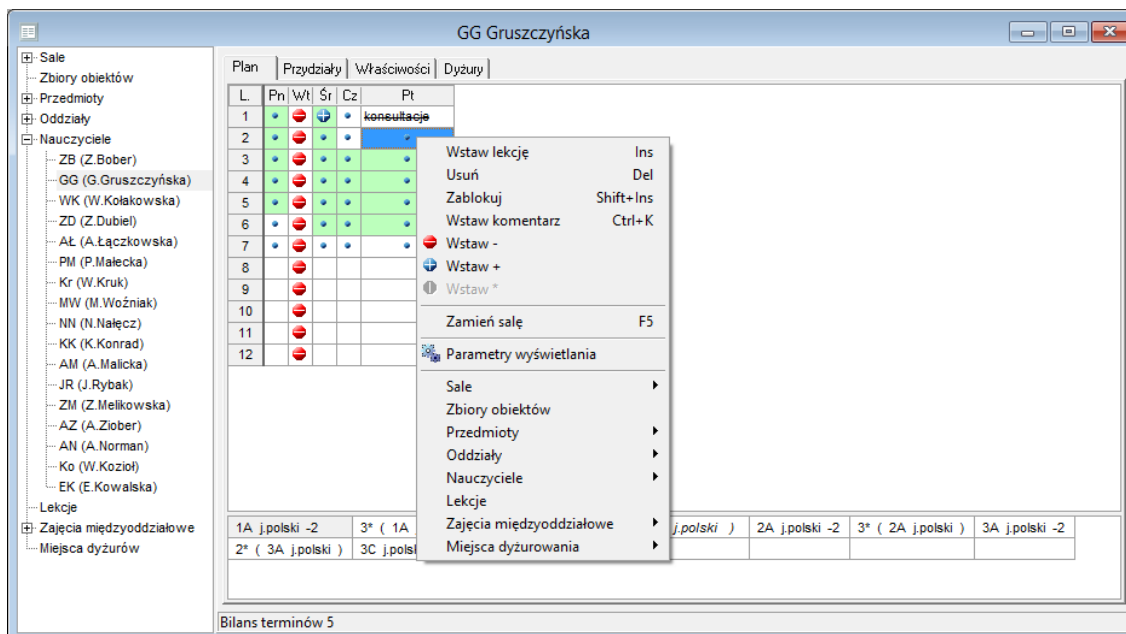 GG Gruszczyńska
Sale
Zbiory obiektów
Przedmioty
Oddziały
Nauczyciele
ZB (Z.Bober)
GG (G.Gruszczyńska)
WK (W.Kołakowska)
ZD (Z.Dubiel)
AŁ (A.Łączkowska)
PM (P.Małecka)
Kr (W.Kruk)
MW (M.Woźniak)
NN (N.Nałęcz)
KK (K.Konrad)
AM (A.Malicka)
JR (J.Rybak)
ZM (Z.Melikowska)
AZ (A.Ziober)
AN (A.Norman)
Ko (W.Kozioł)
EK (E.Kowalska)
Lekcje
Zajęcia międzyoddziałowe
Miejsca dyżurów
Plan Przydziały Właściwości Dyżury
L. Pn Wt Śr Cz Pt
1 konsultacje
2
3
4
5
6
7
8
9
10
11
12
Wstaw lekcję Ins
Usuń Del
Zablokuj Shift+Ins
Wstaw komentarz Ctrl+K
Wstaw -
Wstaw +
Wstaw *
Zamień salę F5
Parametry wyświetlania
Sale
Zbiory obiektów
Przedmioty
Oddziały
Nauczyciele
Lekcje
Zajęcia międzyoddziałowe
Miejsca dyżurowania
1A j.polski -2 3* ( 1A j.polski ) 2A j.polski -2 3* ( 2A j.polski ) 3A j.polski -2
2* ( 3A j.polski ) 3C j.polski
Bilans terminów 5